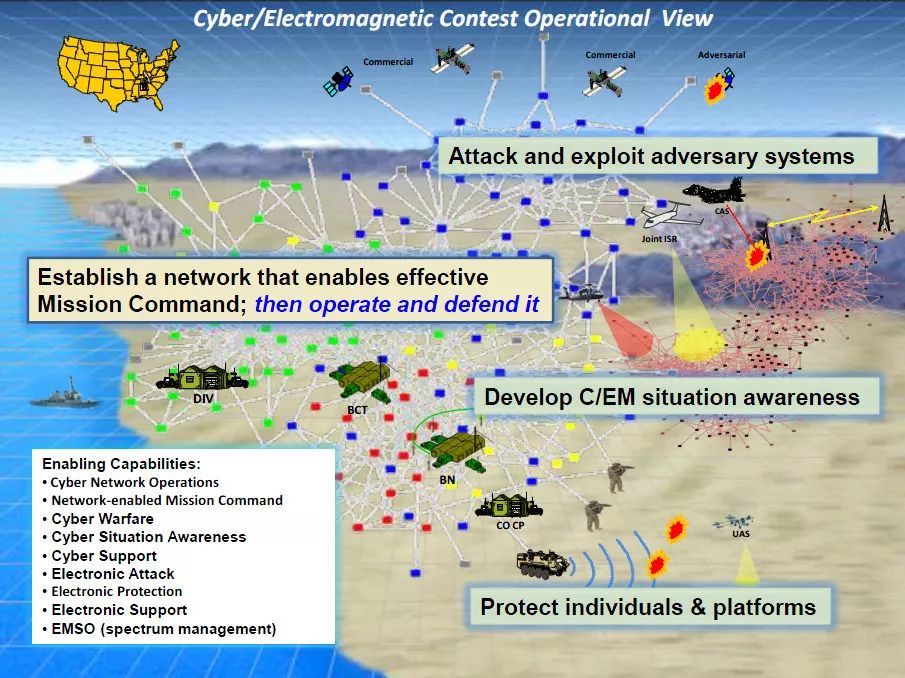 Cyber/Electromagnetic Contest Operational View
Commercial
Commercial
Adversarial
Attack and exploit adversary systems
CAS
Joint ISR
Establish a network that enables effective
Mission Command; then operate and defend it
DIV
BCT
Develop C/EM situation awareness
BN
Enabling Capabilities:
• Cyber Network Operations
• Network-enabled Mission Command
• Cyber Warfare
• Cyber Situation Awareness
• Cyber Support
• Electronic Attack
• Electronic Protection
• Electronic Support
• EMSO (spectrum management)
CO CP
UAS
Protect individuals & platforms